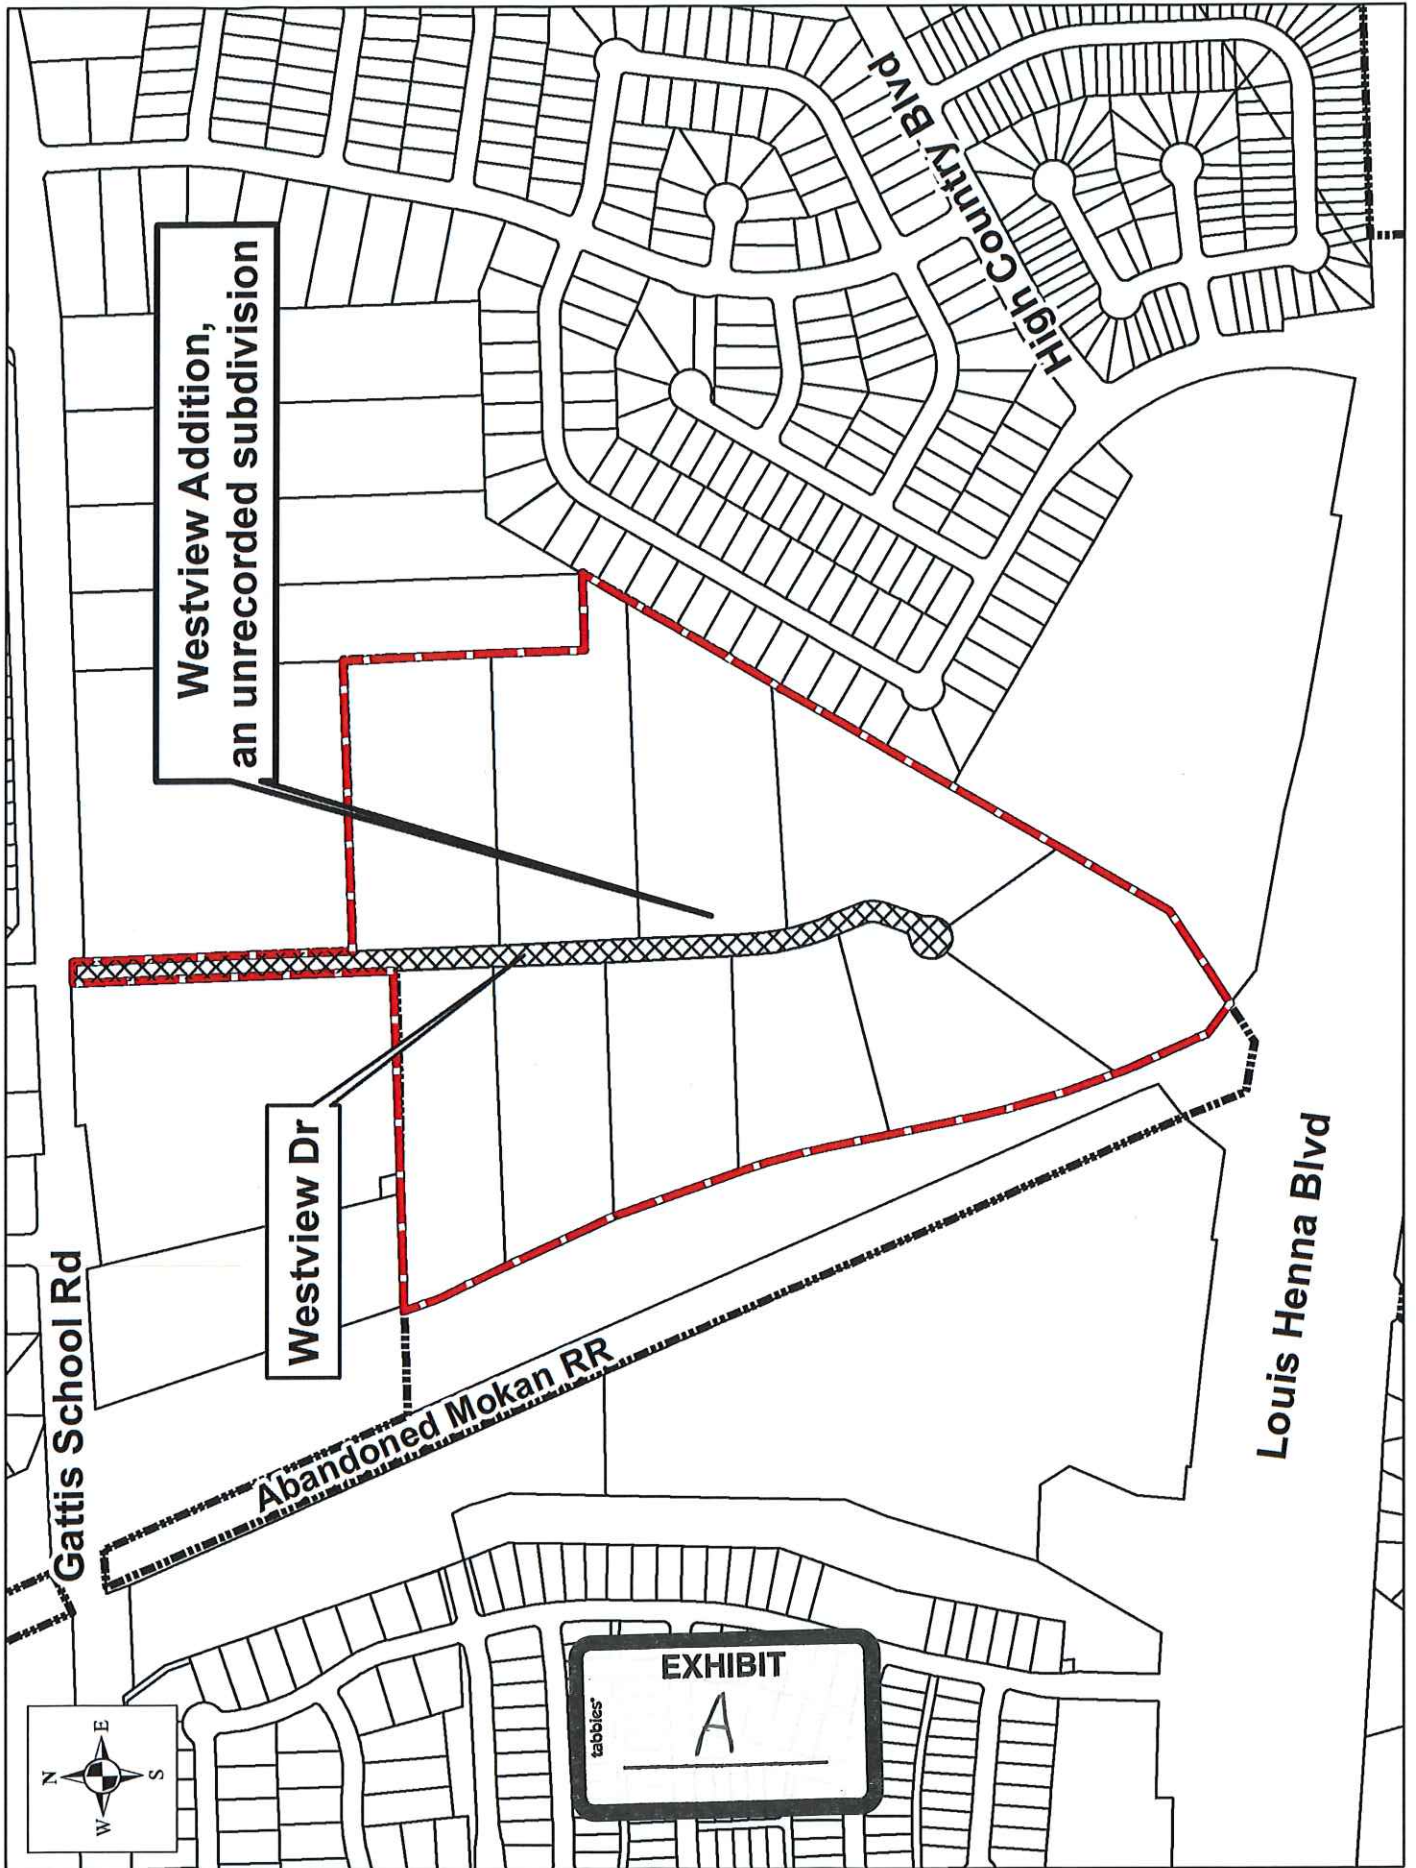 Gattis School Rd
Westview Addition,
an unrecorded subdivision
Westview Dr
High Country Blvd
Abandoned Mokan RR
Louis Henna Blvd
N
W
E
S
EXHIBIT
tabbies®
A